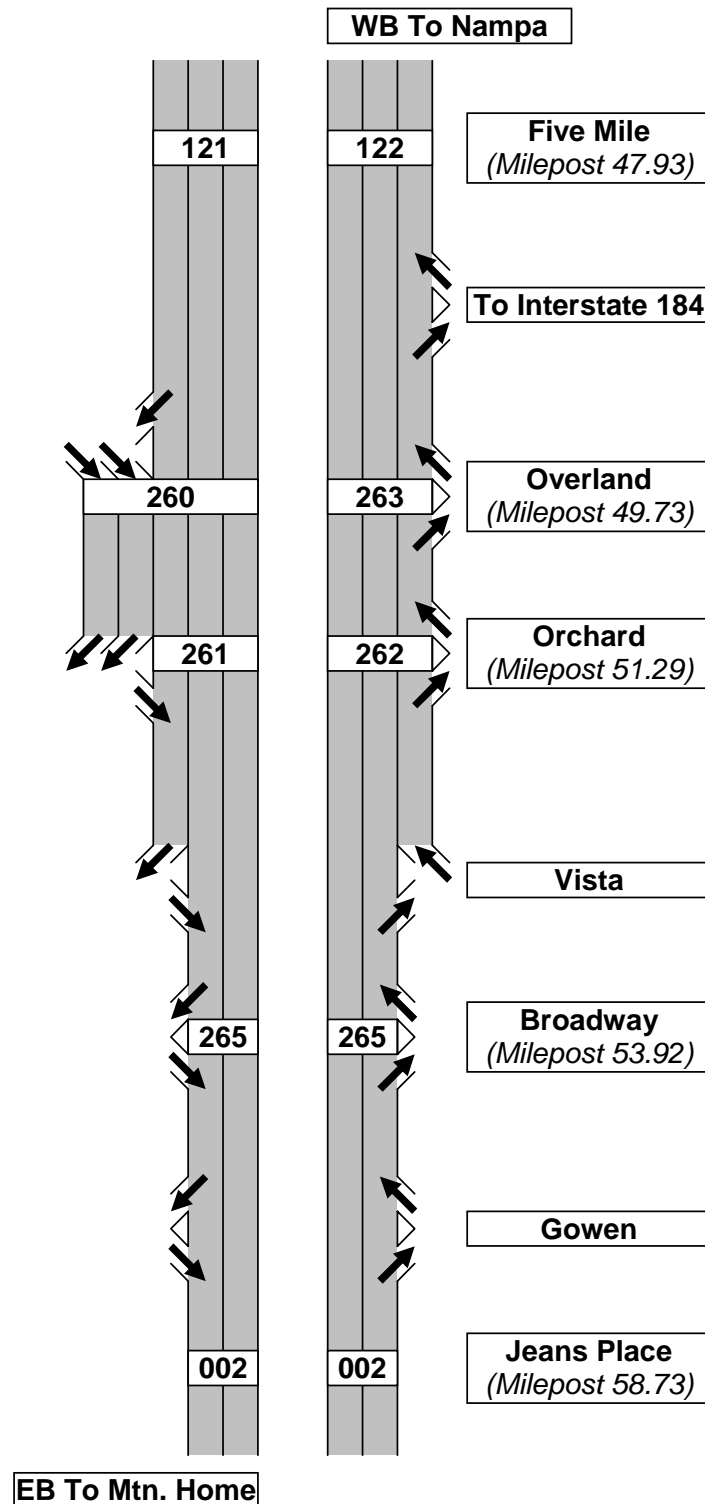 WB To Nampa
121
122
Five Mile
(Milepost 47.93)
To Interstate 184
260
263
Overland
(Milepost 49.73)
261
262
Orchard
(Milepost 51.29)
Vista
265
265
Broadway
(Milepost 53.92)
Gowen
002
002
Jeans Place
(Milepost 58.73)
EB To Mtn. Home